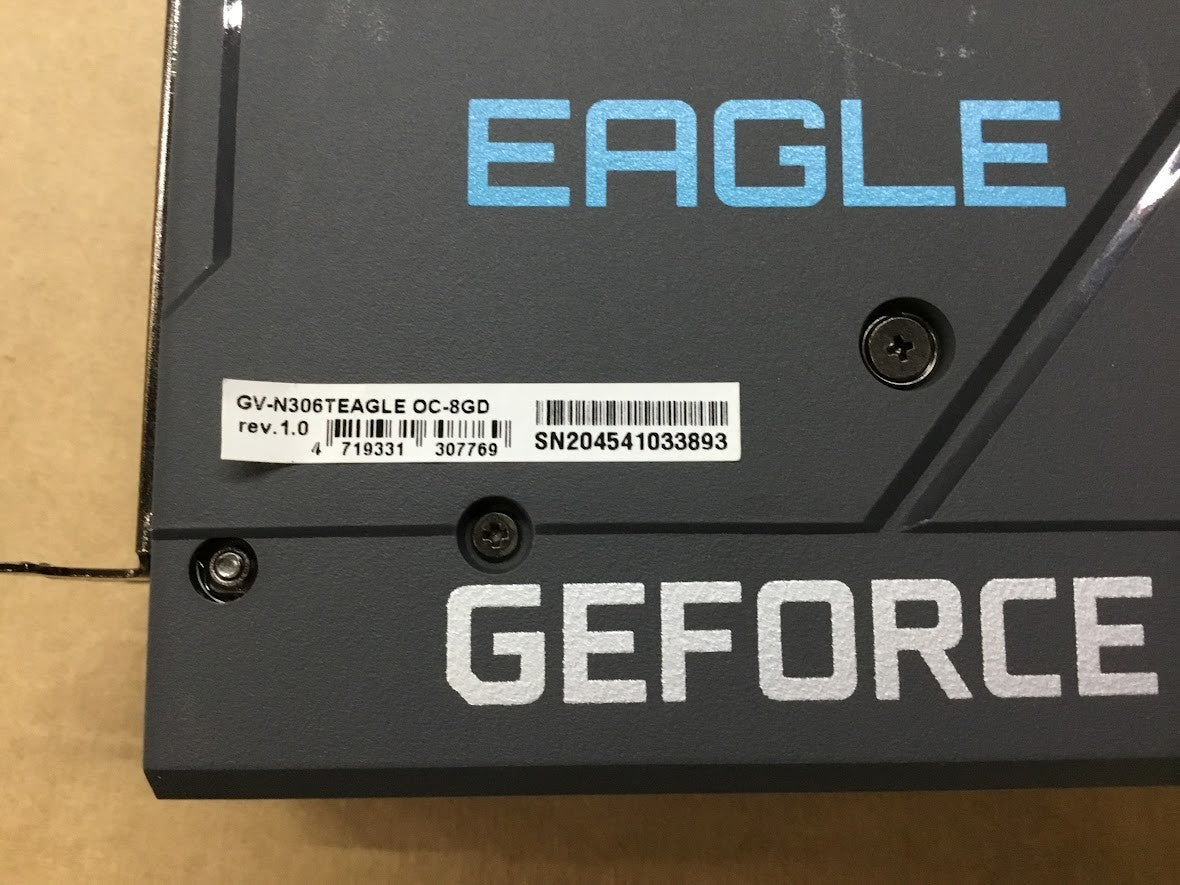 EAGLE
GV-N306TEAGLE OC-8GD
rev.1.0
4 719331 307769
SN204541033893
GEFORCE